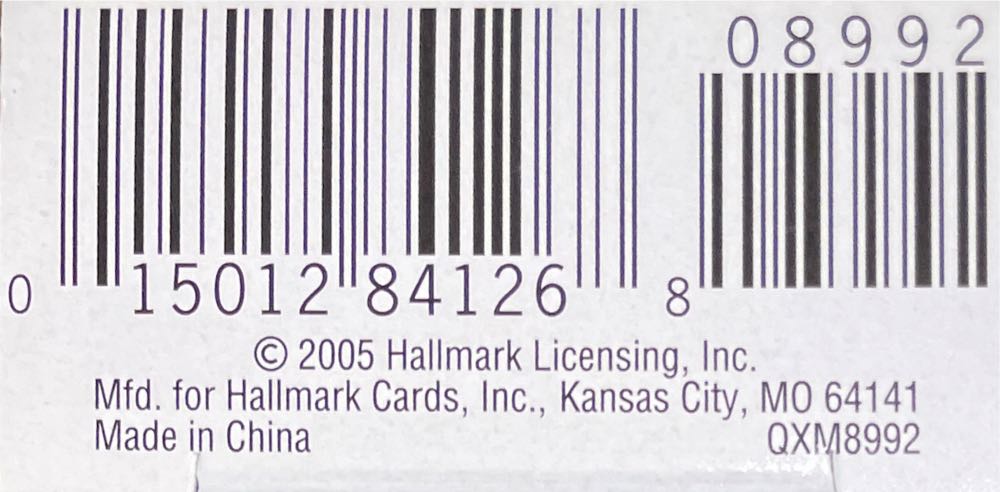 08992
0 15012 84126 8
© 2005 Hallmark Licensing, Inc.
Mfd. for Hallmark Cards, Inc., Kansas City, MO 64141
Made in China QXM8992